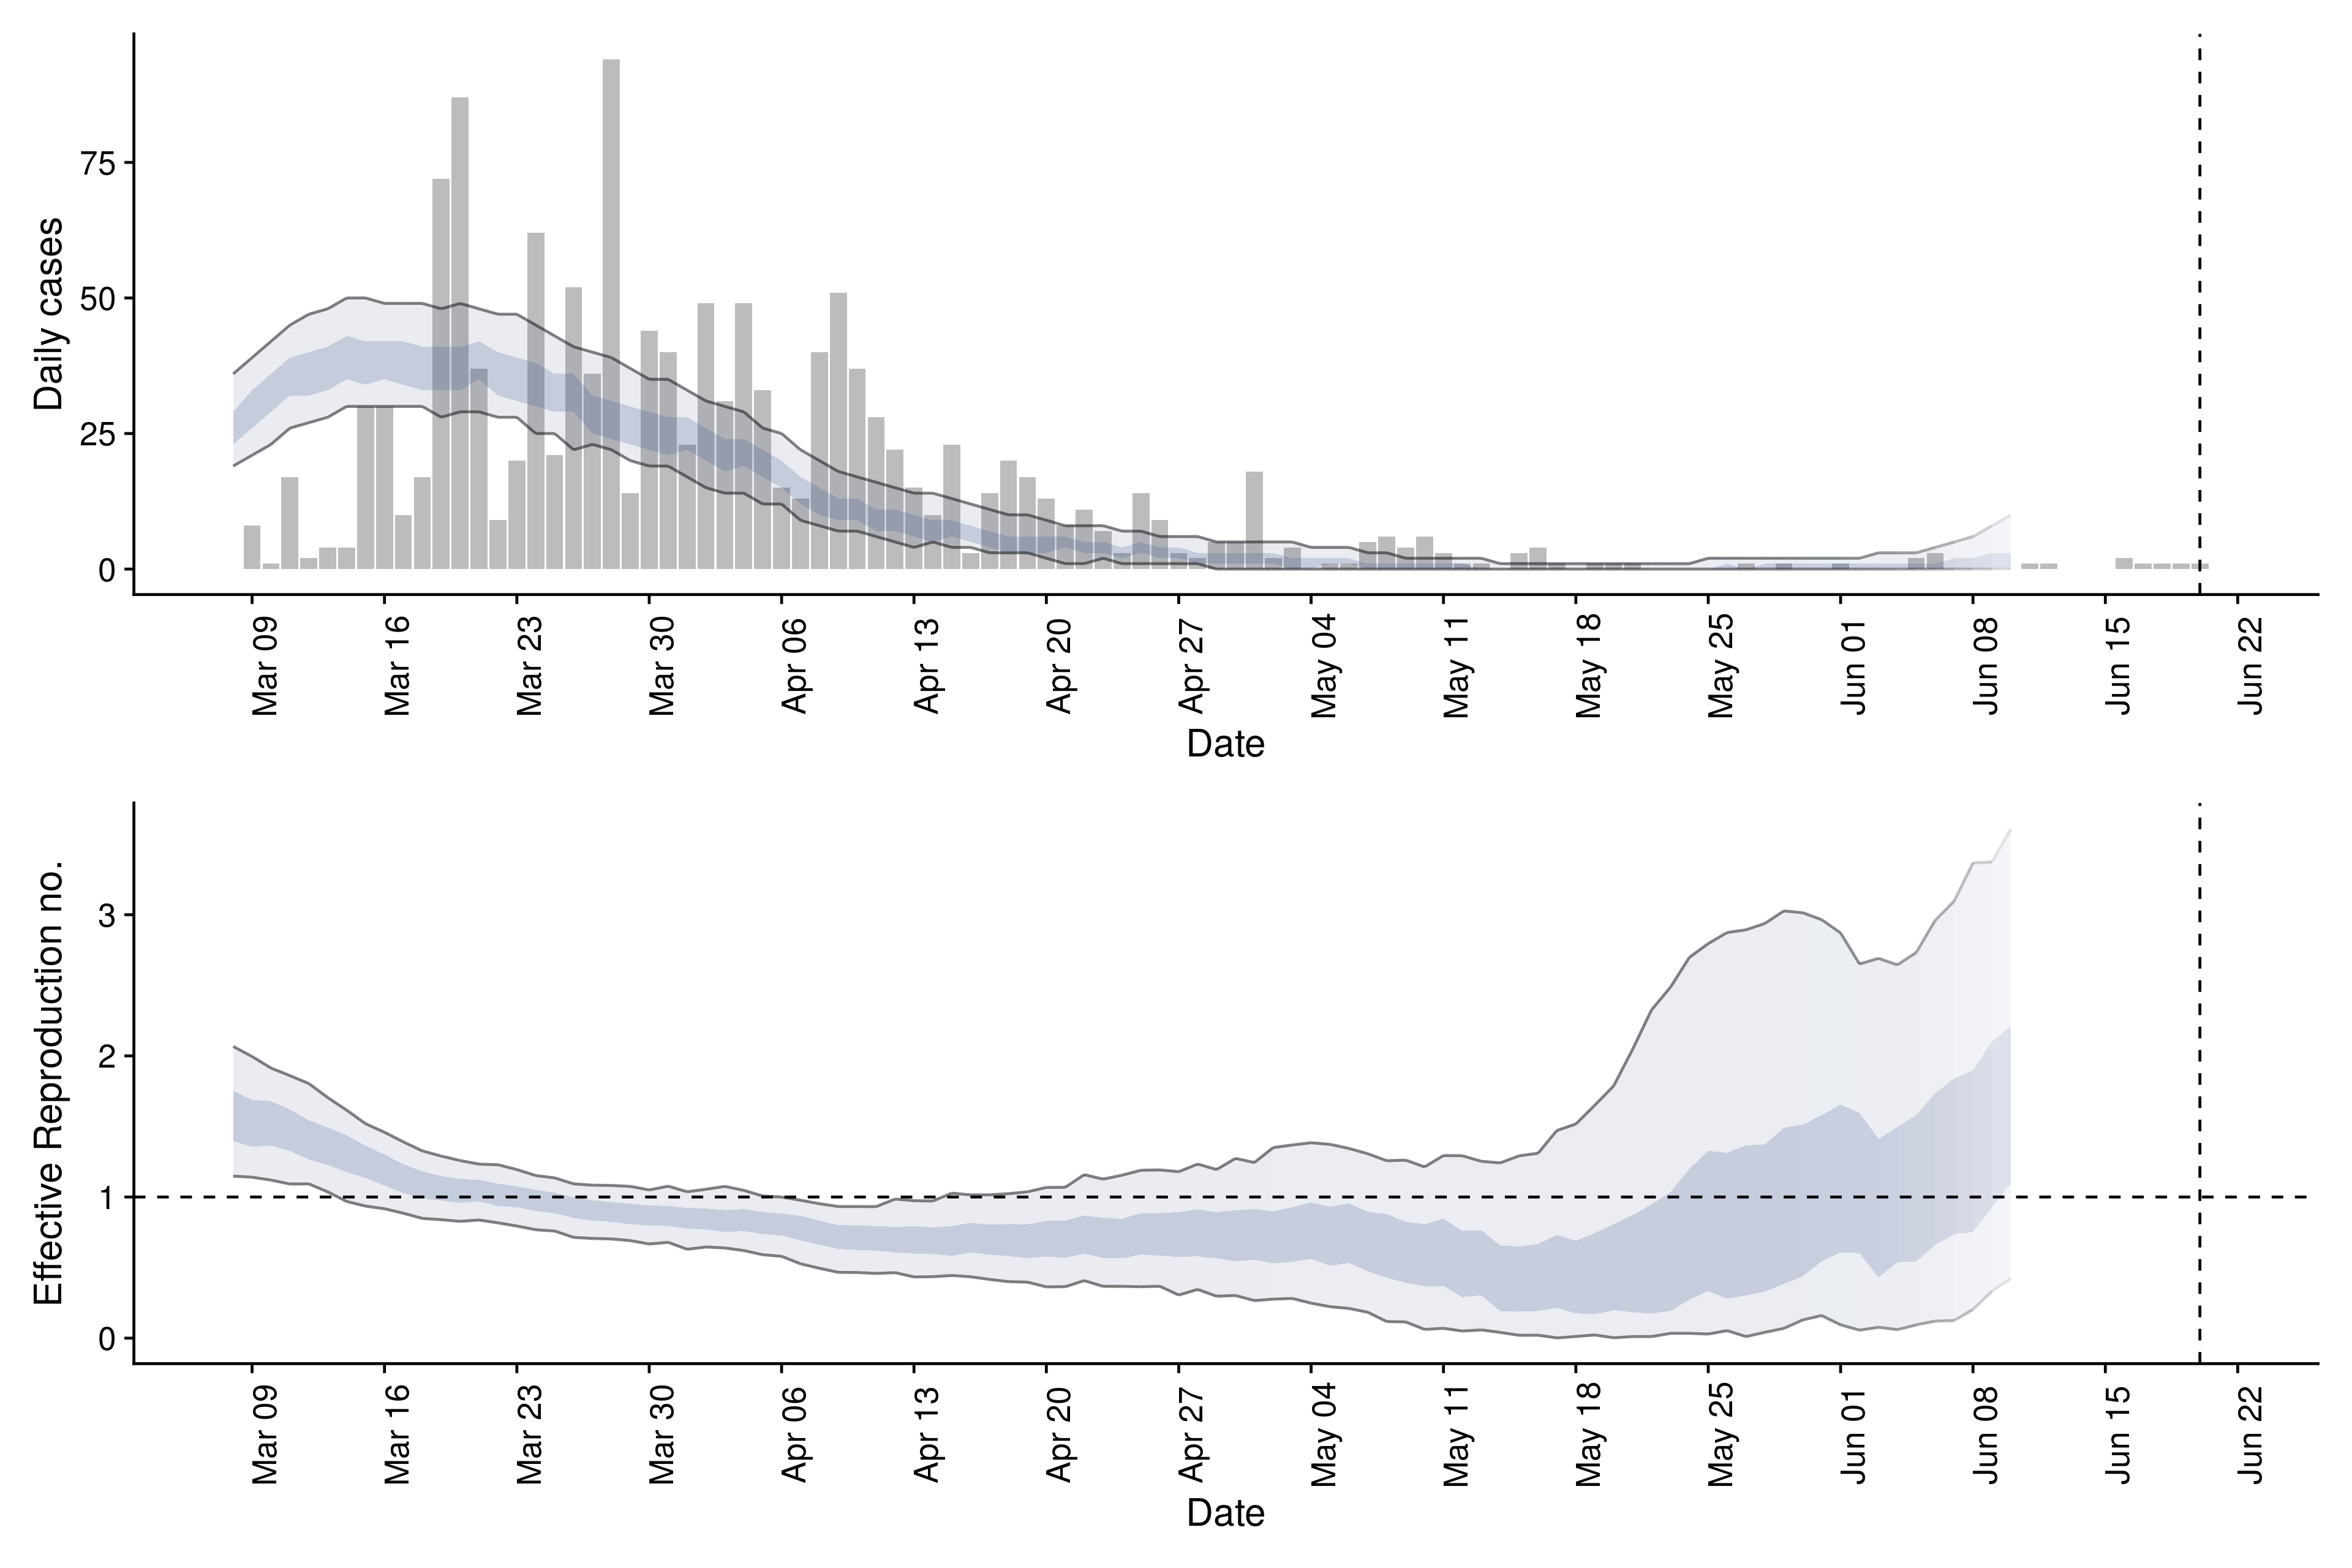 Daily cases
75
50
25
0
Mar 09
Mar 16
Mar 23
Mar 30
Apr 06
Apr 13
Apr 20
Apr 27
May 04
May 11
May 18
May 25
Jun 01
Jun 08
Jun 15
Jun 22
Date
Effective Reproduction no.
3
2
1
0
Mar 09
Mar 16
Mar 23
Mar 30
Apr 06
Apr 13
Apr 20
Apr 27
May 04
May 11
May 18
May 25
Jun 01
Jun 08
Jun 15
Jun 22
Date